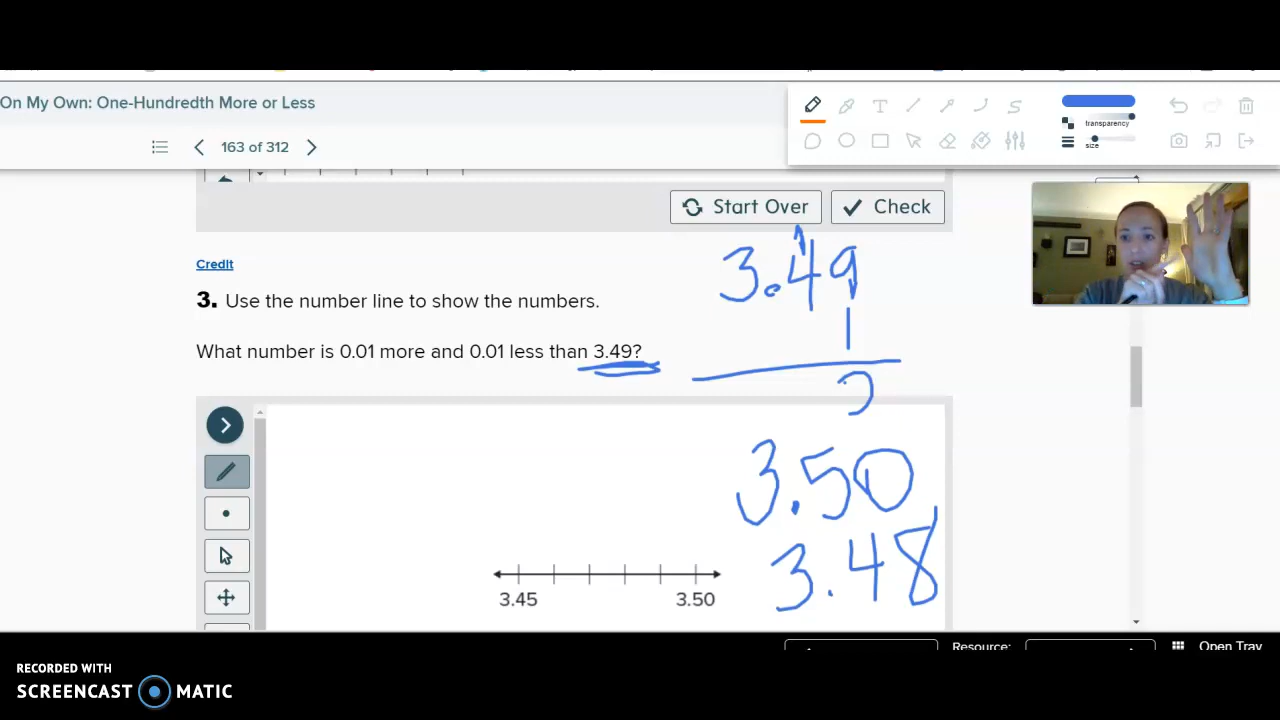 On My Own: One-Hundredth More or Less
transparency
size
163 of 312
Start Over
Check
Credit
3. Use the number line to show the numbers.
What number is 0.01 more and 0.01 less than 3.49?
3.49
1
3.50
3.48
3.45
3.50
Resource:
Open Tray
RECORDED WITH
SCREENCAST MATIC